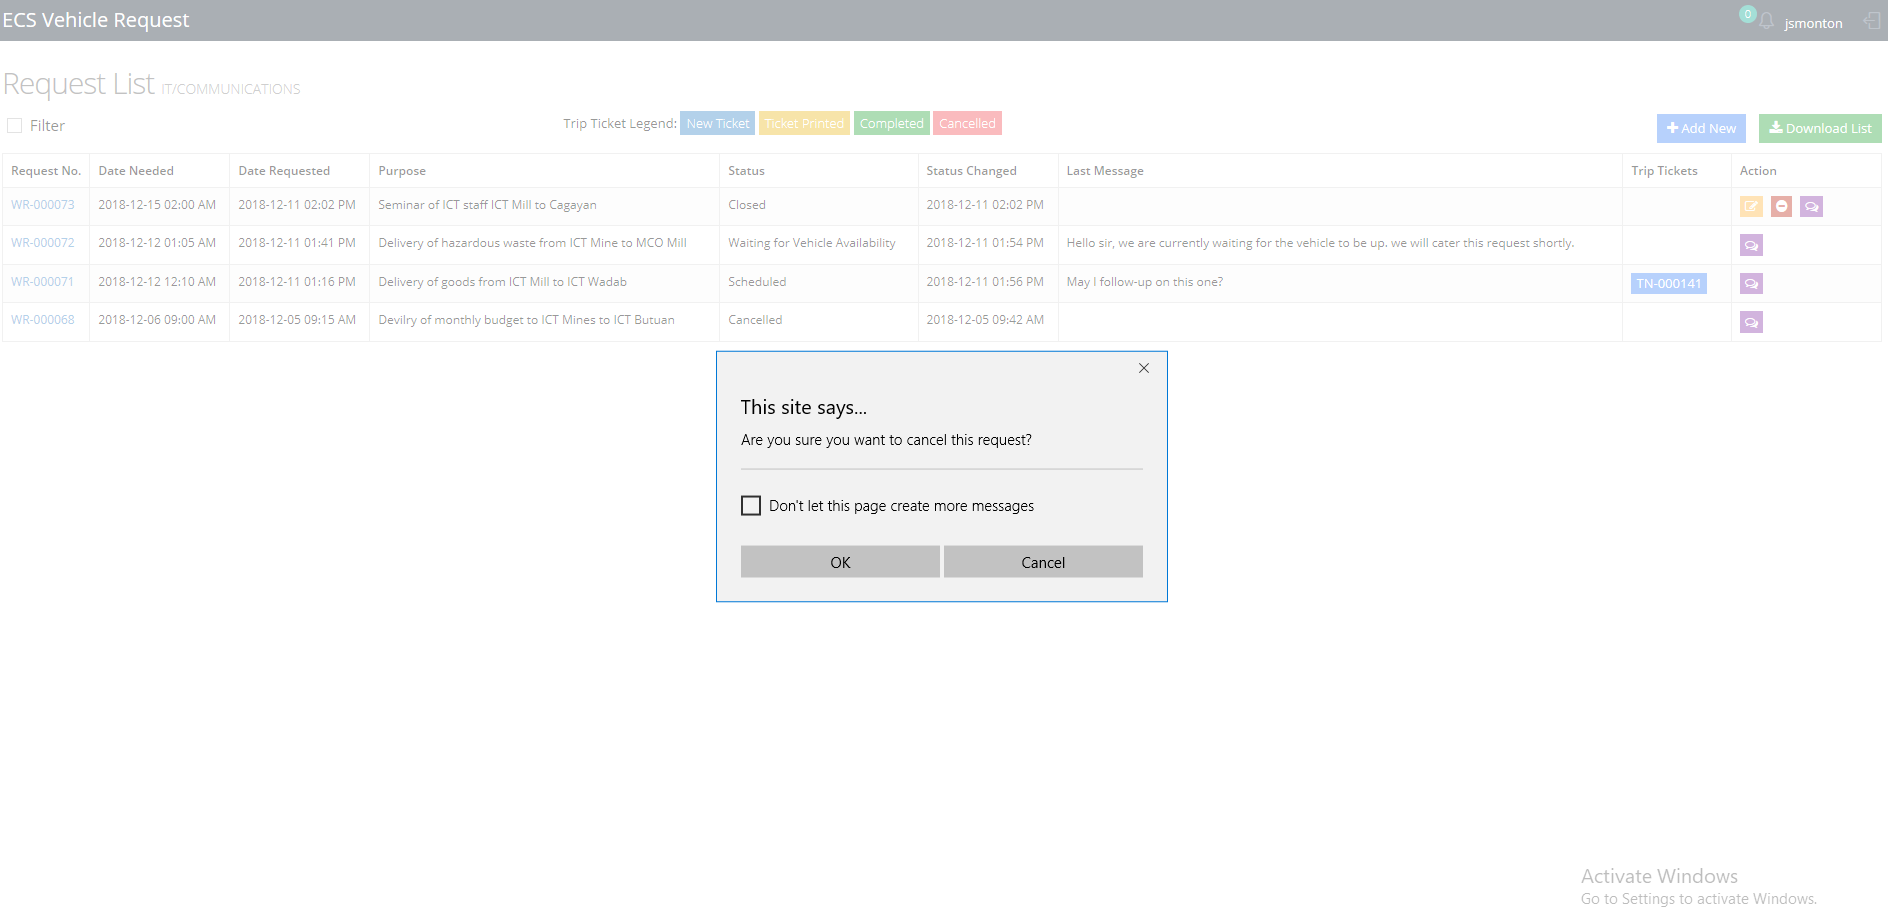 ECS Vehicle Request
0
jsmonton
Request List IT/COMMUNICATIONS
Filter
Trip Ticket Legend: New Ticket Ticket Printed Completed Cancelled
Add New
Download List
Request No. Date Needed Date Requested Purpose Status Status Changed Last Message Trip Tickets Action
WR-000073 2018-12-15 02:00 AM 2018-12-11 02:02 PM Seminar of ICT staff ICT Mill to Cagayan Closed 2018-12-11 02:02 PM
WR-000072 2018-12-12 01:05 AM 2018-12-11 01:41 PM Delivery of hazardous waste from ICT Mine to MCO Mill Waiting for Vehicle Availability 2018-12-11 01:54 PM Hello sir, we are currently waiting for the vehicle to be up. we will cater this request shortly.
WR-000071 2018-12-12 12:10 AM 2018-12-11 01:16 PM Delivery of goods from ICT Mill to ICT Wadab Scheduled 2018-12-11 01:56 PM May I follow-up on this one? TN-000141
WR-000068 2018-12-06 09:00 AM 2018-12-05 09:15 AM Devilry of monthly budget to ICT Mines to ICT Butuan Cancelled 2018-12-05 09:42 AM
This site says...
Are you sure you want to cancel this request?
Don't let this page create more messages
OK Cancel
Activate Windows
Go to Settings to activate Windows.